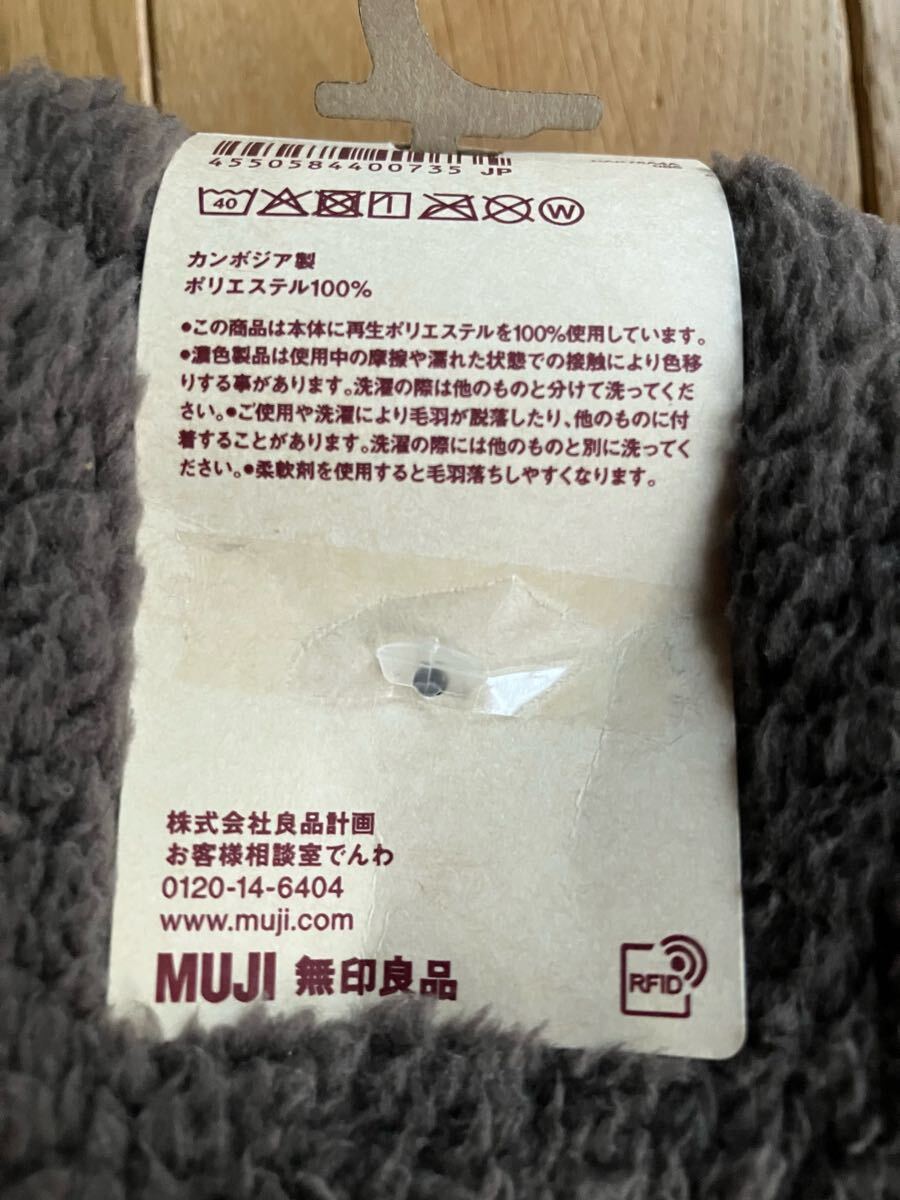 4550584400735 JP
40
W
カンボジア製
ポリエステル100%
●この商品は本体に再生ポリエステルを100%使用しています。
●濃色製品は使用中の摩擦や濡れた状態での接触により色移
りする事があります。洗濯の際は他のものと分けて洗ってくだ
さい。●ご使用や洗濯により毛羽が脱落したり、他のものに付
着することがあります。洗濯の際には他のものと別に洗ってく
ださい。●柔軟剤を使用すると毛羽落ちしやすくなります。
株式会社良品計画
お客様相談室でんわ
0120-14-6404
www.muji.com
MUJI 無印良品
RFID